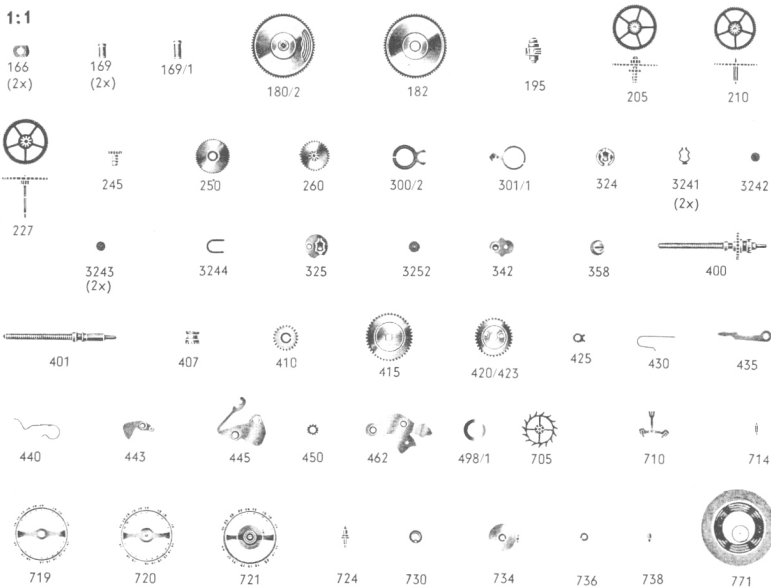 1:1
166 169 169/1 180/2 182 195 205 210
(2x) (2x)
227 245 250 260 300/2 301/1 324 3241 3242
(2x)
3243 3244 325 3252 342 358 400
(2x)
401 407 410 415 420/423 425 430 435
440 443 445 450 462 498/1 705 710 714
719 720 721 724 730 734 736 738 771